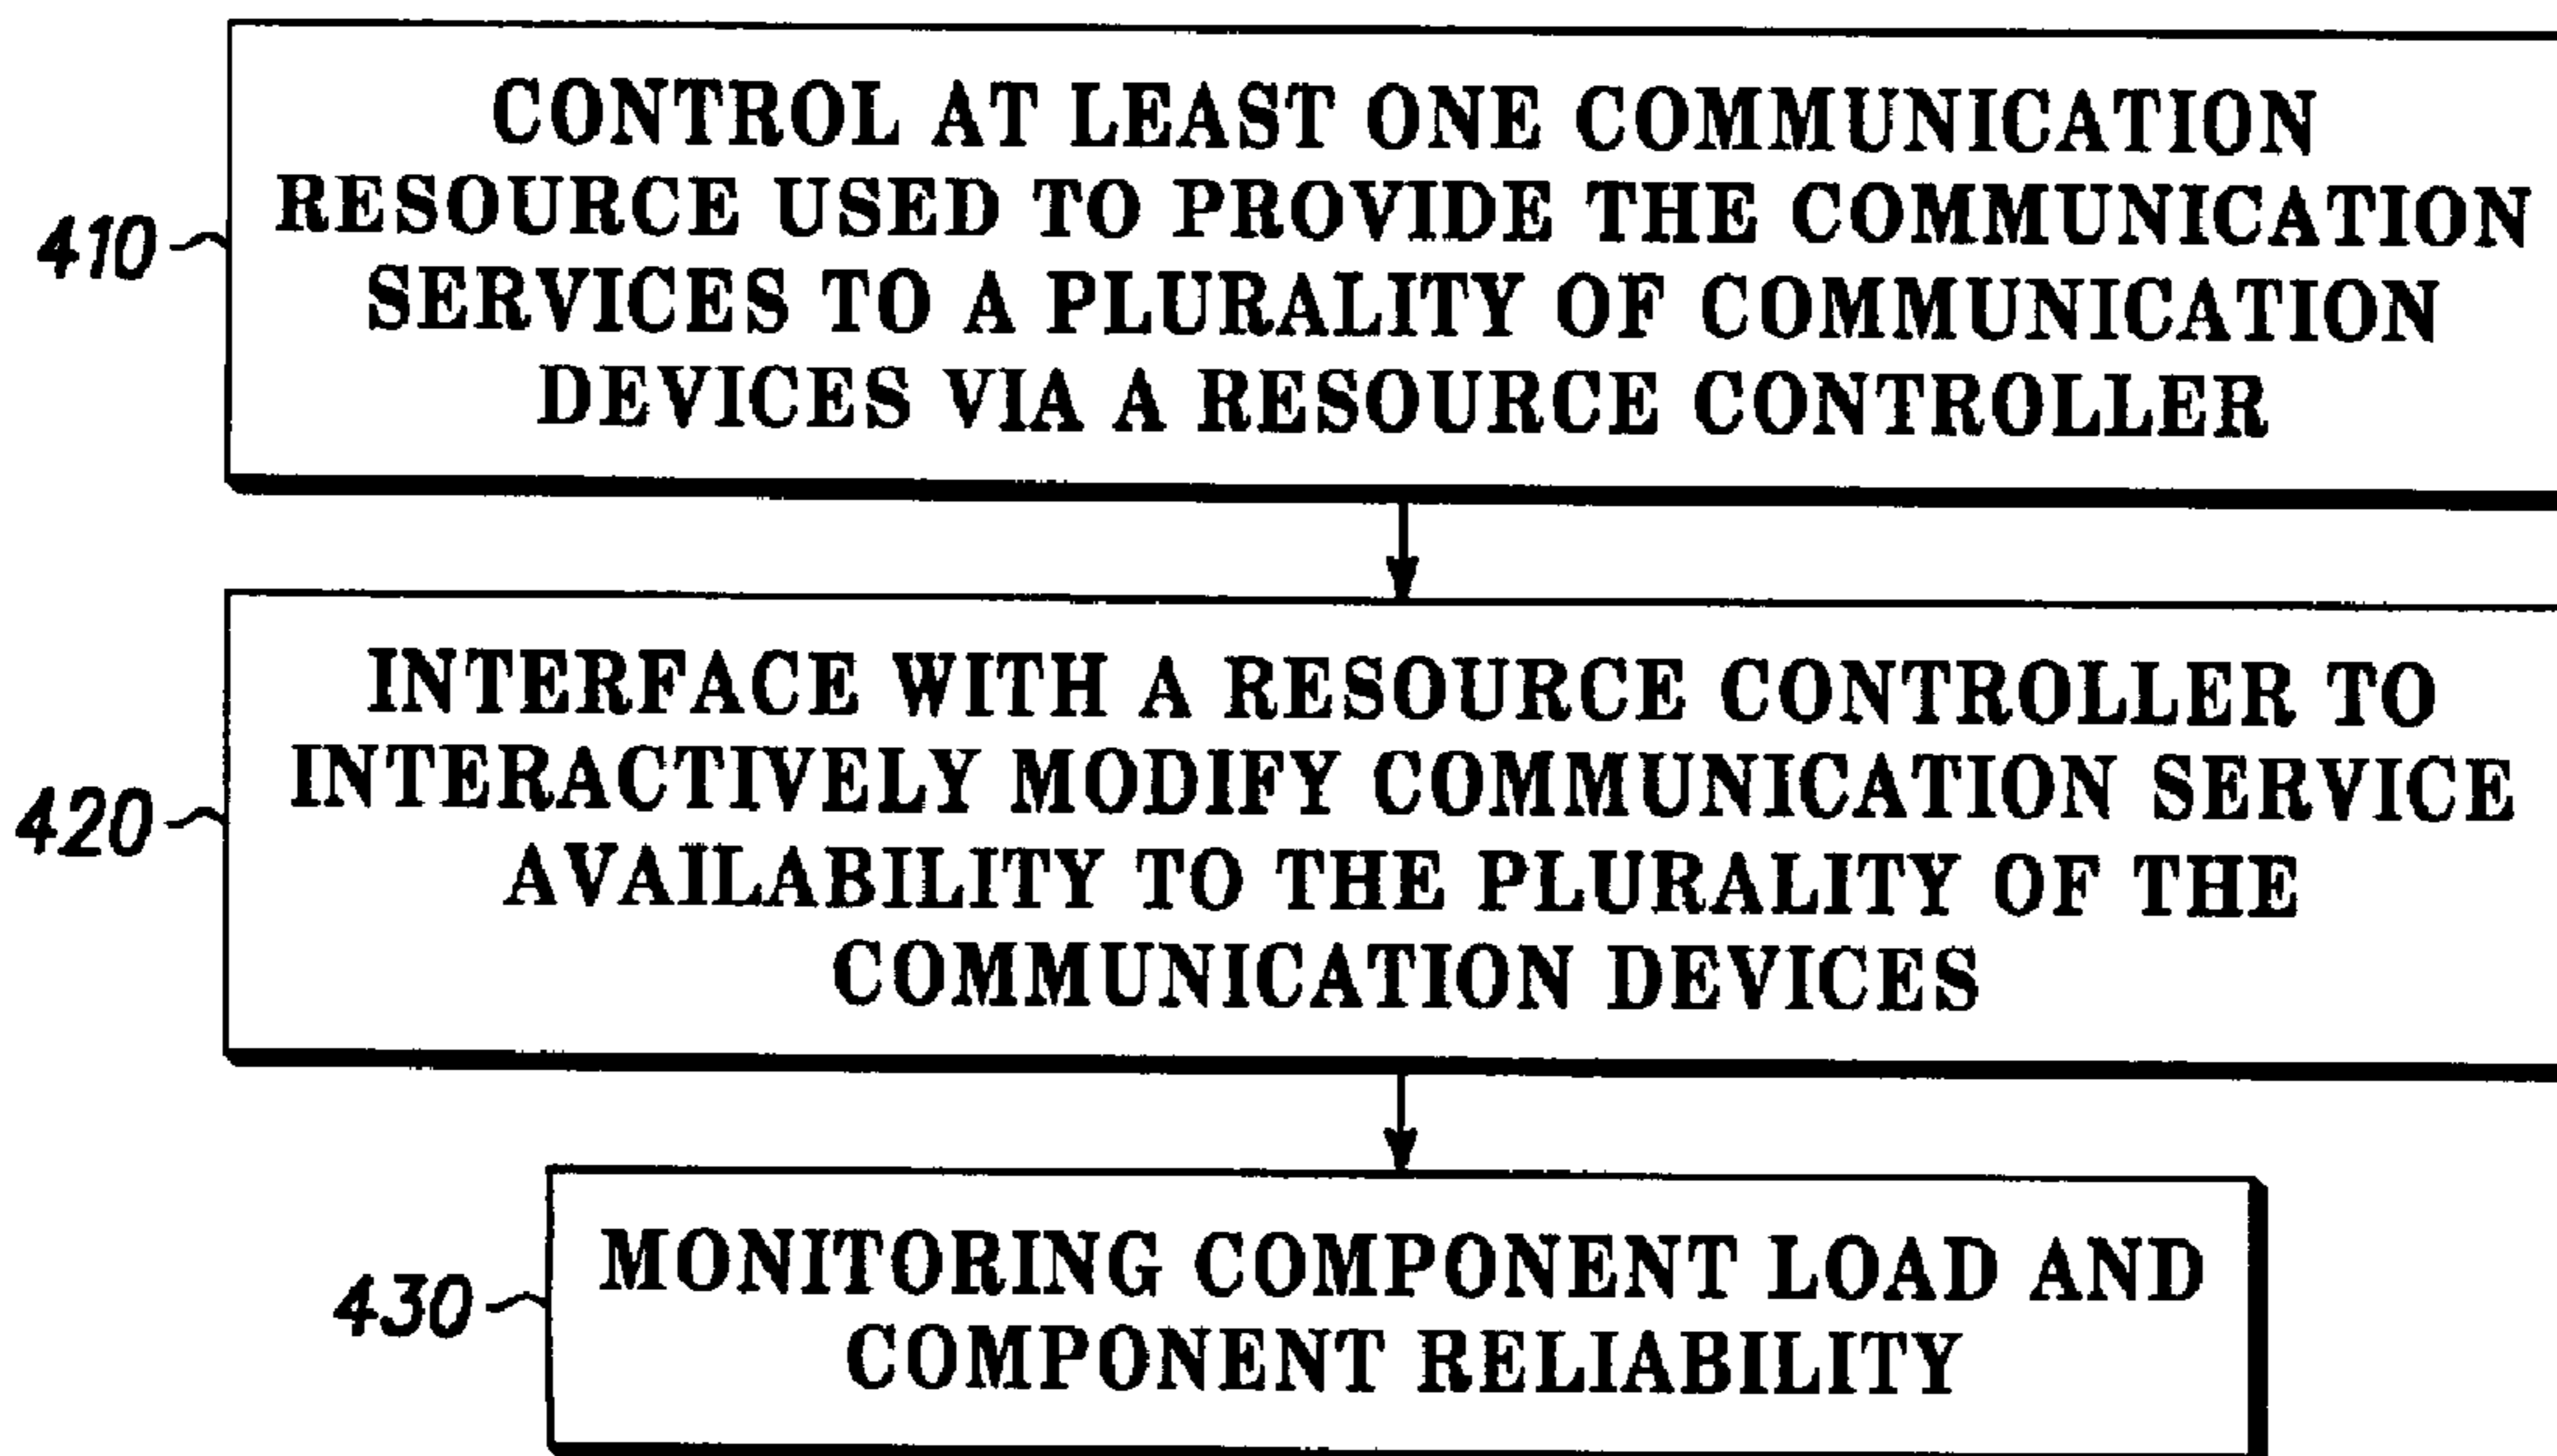 CONTROL AT LEAST ONE COMMUNICATION
RESOURCE USED TO PROVIDE THE COMMUNICATION
SERVICES TO A PLURALITY OF COMMUNICATION
DEVICES VIA A RESOURCE CONTROLLER
410
INTERFACE WITH A RESOURCE CONTROLLER TO
INTERACTIVELY MODIFY COMMUNICATION SERVICE
AVAILABILITY TO THE PLURALITY OF THE
COMMUNICATION DEVICES
420
MONITORING COMPONENT LOAD AND
COMPONENT RELIABILITY
430